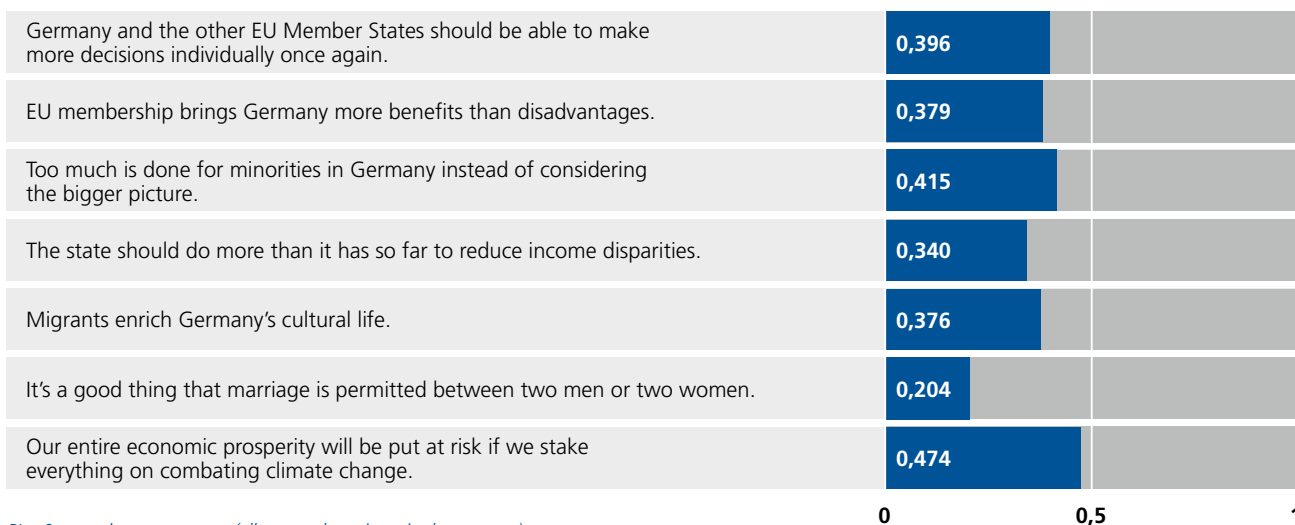 Germany and the other EU Member States should be able to make
more decisions individually once again.
0,396
EU membership brings Germany more benefits than disadvantages.
0,379
Too much is done for minorities in Germany instead of considering
the bigger picture.
0,415
The state should do more than it has so far to reduce income disparities.
0,340
Migrants enrich Germany’s cultural life.
0,376
It’s a good thing that marriage is permitted between two men or two women.
0,204
Our entire economic prosperity will be put at risk if we stake
everything on combating climate change.
0,474
0 0,5 1